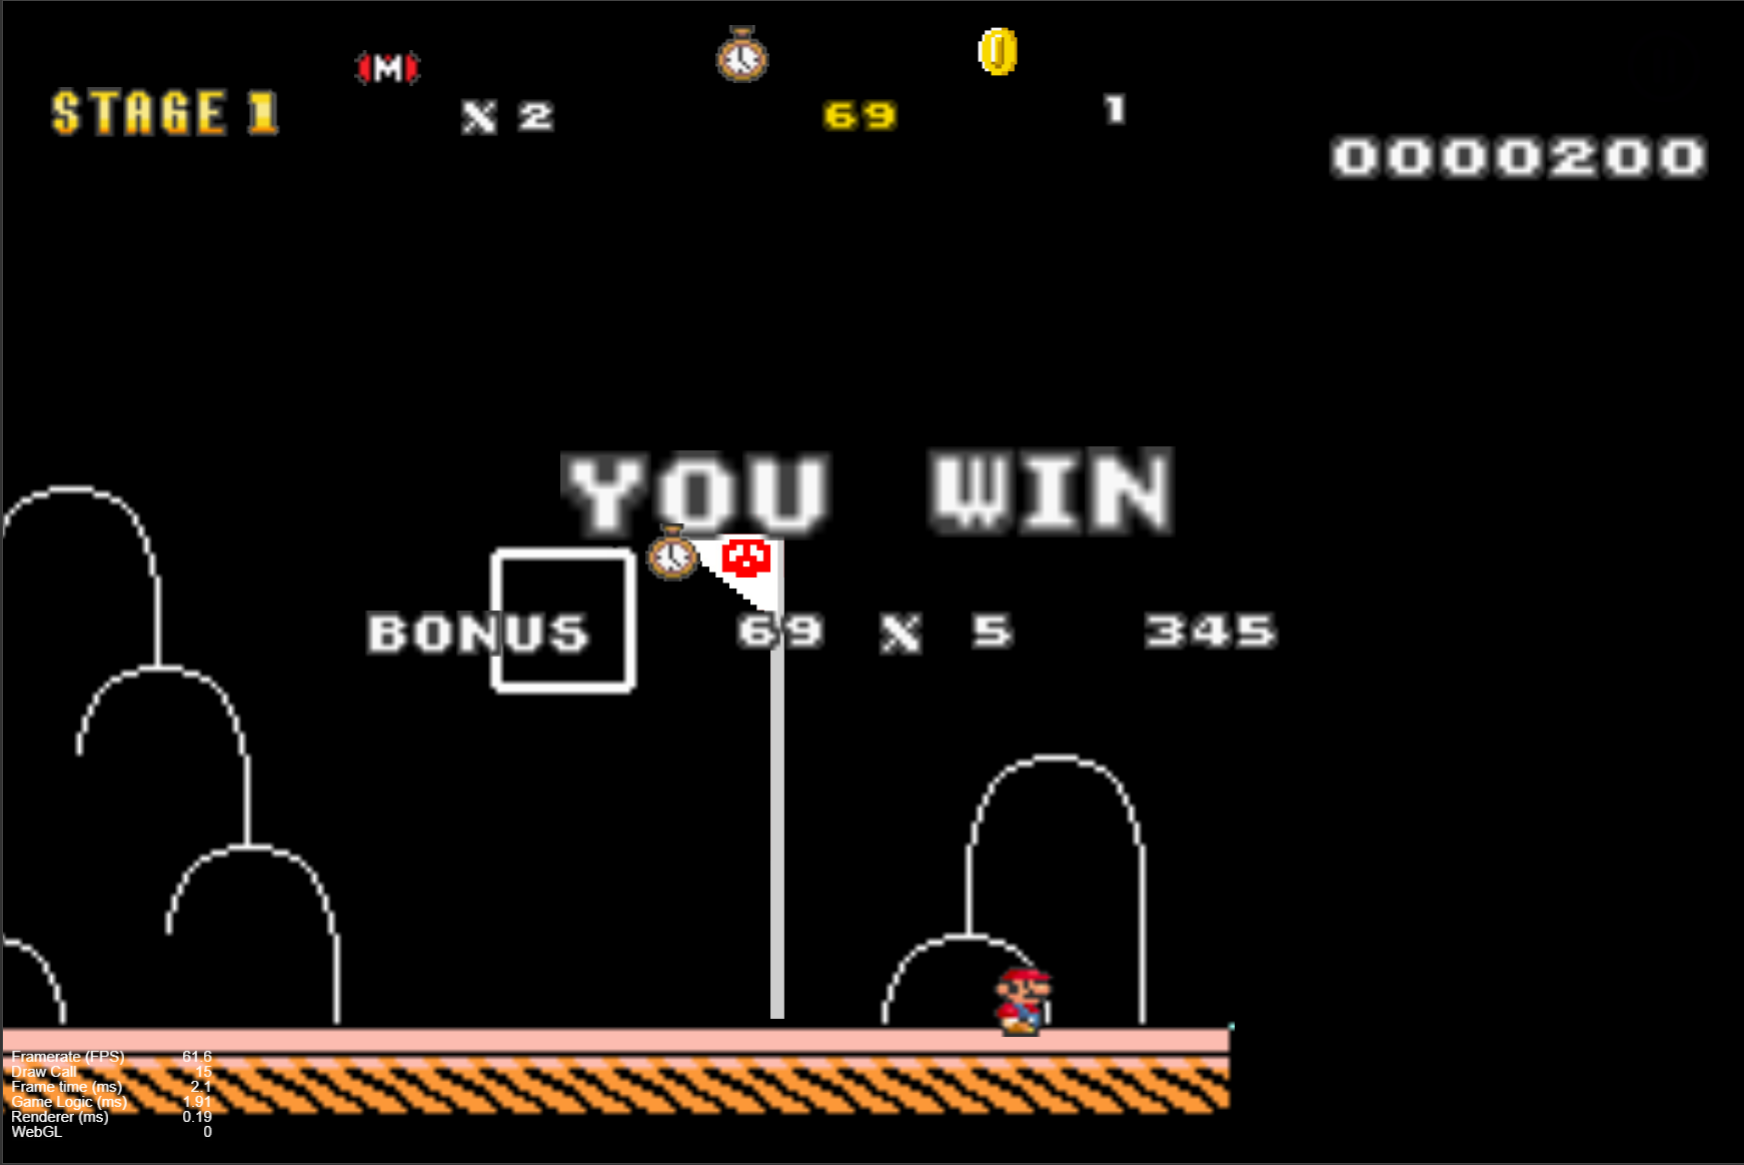 M
STAGE 1
X 2
69
1
0000200
YOU WIN
BONUS 69 X 5 345
Framerate (FPS) 61.6
Draw Call 15
Frame time (ms) 2.1
Game Logic (ms) 1.91
Renderer (ms) 0.19
WebGL 0